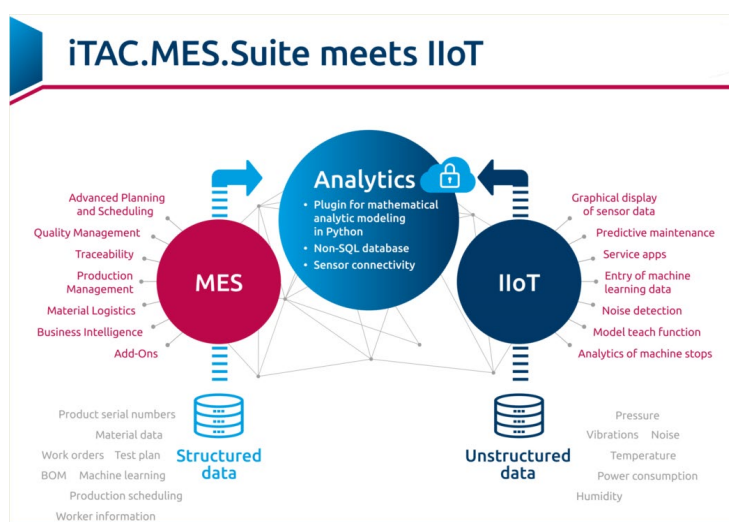 iTAC.MES.Suite meets IIoT
Advanced Planning
and Scheduling
Quality Management
Traceability
Production
Management
Material Logistics
Business Intelligence
Add-Ons
MES
Analytics
• Plugin for mathematical
analytic modeling
in Python
• Non-SQL database
• Sensor connectivity
IIoT
Graphical display
of sensor data
Predictive maintenance
Service apps
Entry of machine
learning data
Noise detection
Model teach function
Analytics of machine stops
Product serial numbers
Material data
Work orders Test plan
BOM Machine learning
Production scheduling
Worker information
Structured
data
Unstructured
data
Pressure
Vibrations Noise
Temperature
Power consumption
Humidity